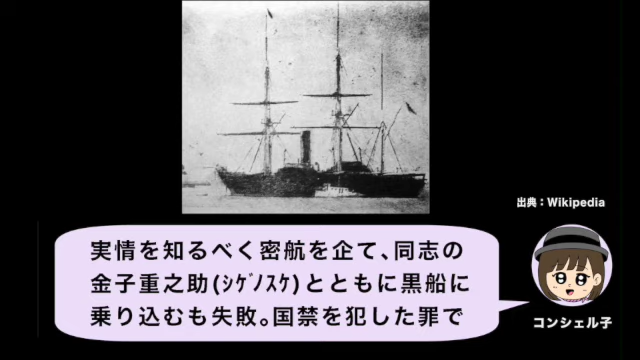 出典：Wikipedia
実情を知るべく密航を企て、同志の
金子重之助(ｼｹﾞﾉｽｹ)とともに黒船に
乗り込むも失敗。国禁を犯した罪で
コンシェル子